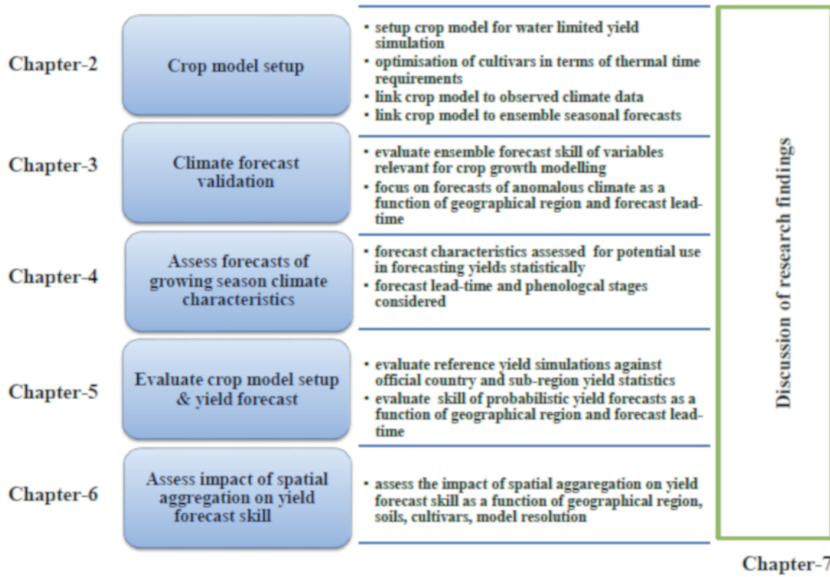 Chapter-2
Crop model setup
• setup crop model for water limited yield
simulation
• optimisation of cultivars in terms of thermal time
requirements
• link crop model to observed climate data
• link crop model to ensemble seasonal forecasts
Chapter-3
Climate forecast
validation
• evaluate ensemble forecast skill of variables
relevant for crop growth modelling
• focus on forecasts of anomalous climate as a
function of geographical region and forecast lead-
time
Chapter-4
Assess forecasts of
growing season climate
characteristics
• forecast characteristics assessed for potential use
in forecasting yields statistically
• forecast lead-time and phenologcal stages
considered
Chapter-5
Evaluate crop model setup
& yield forecast
• evaluate reference yield simulations against
official country and sub-region yield statistics
• evaluate skill of probabilistic yield forecasts as a
function of geographical region and forecast lead-
time
Chapter-6
Assess impact of spatial
aggregation on yield
forecast skill
• assess the impact of spatial aggaregation on yield
forecast skill as a function of geographical region,
soils, cultivars, model resolution
Discussion of research findings
Chapter-7